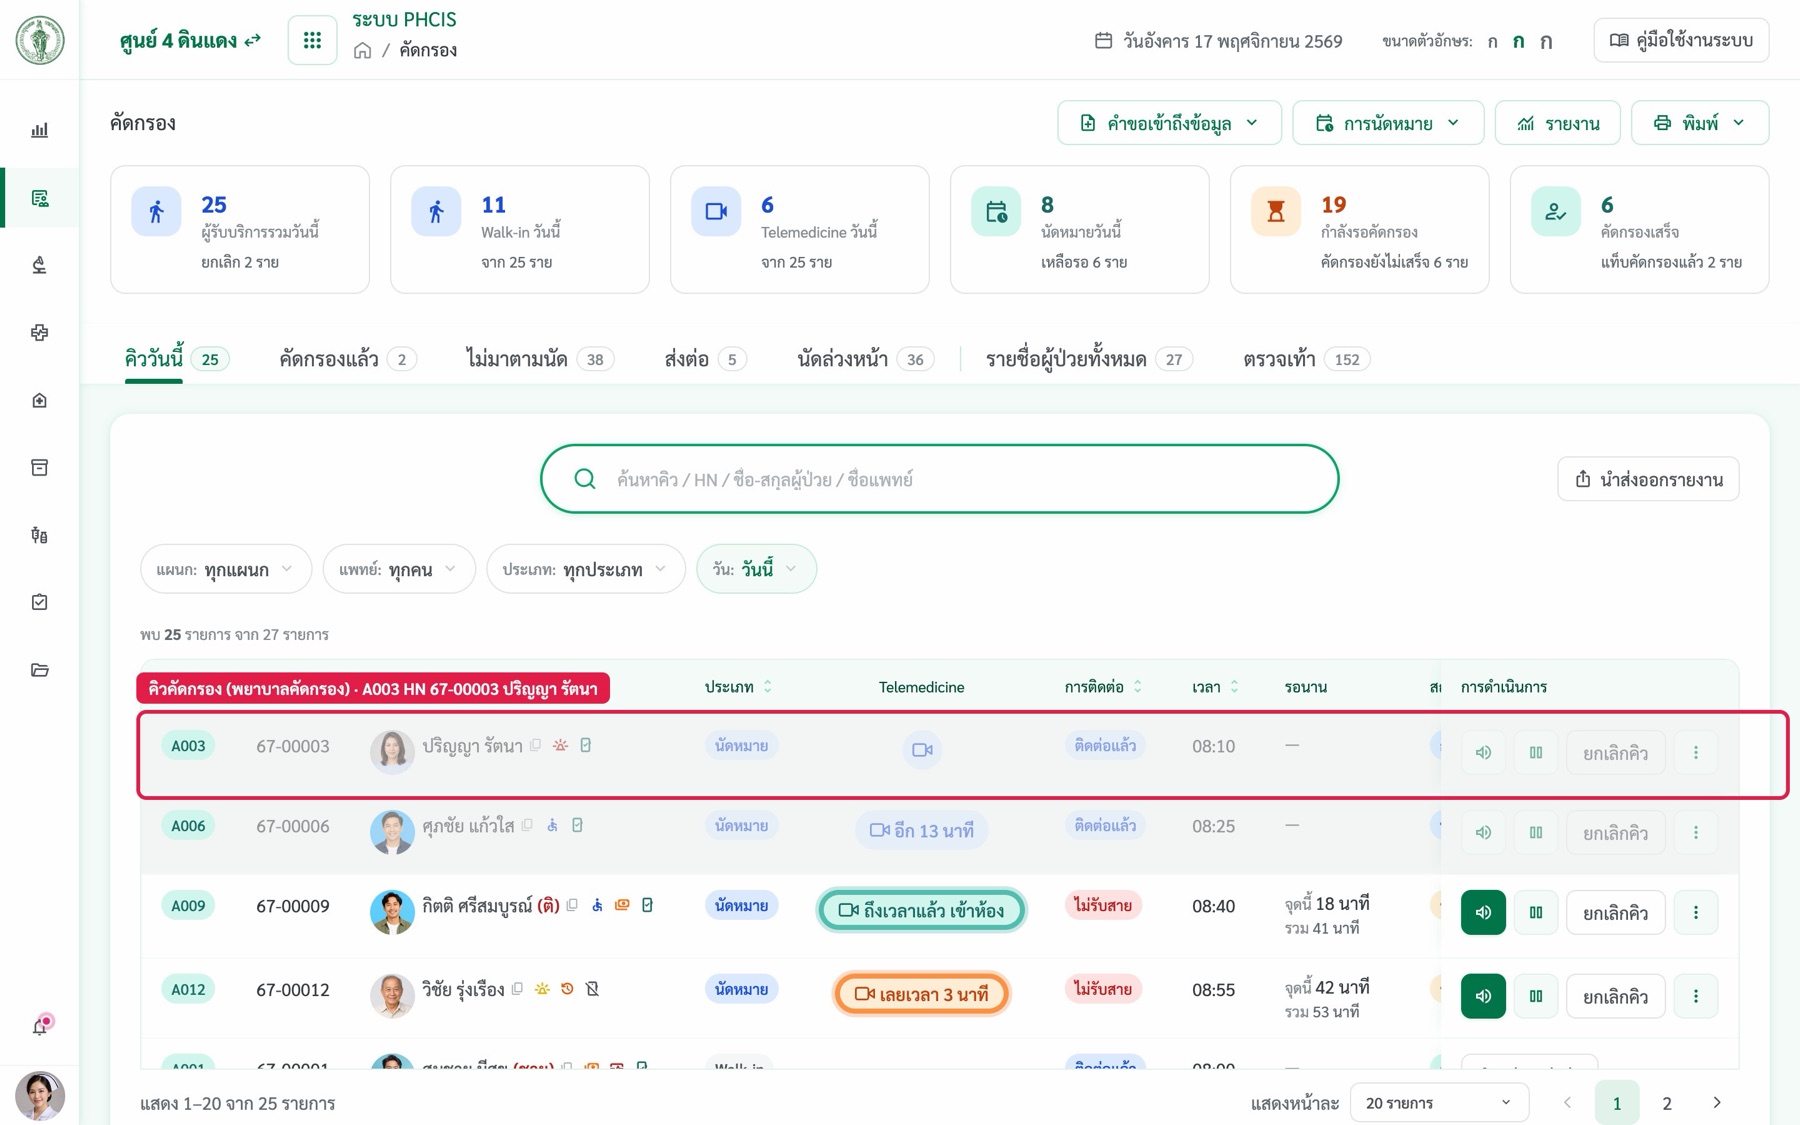 ศูนย์ 4 ดินแดง
ระบบ PHCIS
/ คัดกรอง
วันอังคาร 17 พฤศจิกายน 2569
ขนาดตัวอักษร: ก ก ก
คู่มือใช้งานระบบ
คัดกรอง
คำขอเข้าถึงข้อมูล
การนัดหมาย
รายงาน
พิมพ์
25
ผู้รับบริการรวมวันนี้
ยกเลิก 2 ราย
11
Walk-in วันนี้
จาก 25 ราย
6
Telemedicine วันนี้
จาก 25 ราย
8
นัดหมายวันนี้
เหลือรอ 6 ราย
19
กำลังรอคัดกรอง
คัดกรองยังไม่เสร็จ 6 ราย
6
คัดกรองเสร็จ
แท็บคัดกรองแล้ว 2 ราย
คิววันนี้ 25
คัดกรองแล้ว 2
ไม่มาตามนัด 38
ส่งต่อ 5
นัดล่วงหน้า 36
รายชื่อผู้ป่วยทั้งหมด 27
ตรวจเท้า 152
ค้นหาคิว / HN / ชื่อ-สกุลผู้ป่วย / ชื่อแพทย์
นำส่งออกรายงาน
แผนก: ทุกแผนก
แพทย์: ทุกคน
ประเภท: ทุกประเภท
วัน: วันนี้
พบ 25 รายการ จาก 27 รายการ
คิวคัดกรอง (พยาบาลคัดกรอง) · A003 HN 67-00003 ปริญญา รัตนา
ประเภท Telemedicine การติดต่อ เวลา รอนาน การดำเนินการ
A003 67-00003 ปริญญา รัตนา นัดหมาย ติดต่อแล้ว 08:10 — ยกเลิกคิว
A006 67-00006 ศุภชัย แก้วใส นัดหมาย อีก 13 นาที ติดต่อแล้ว 08:25 — ยกเลิกคิว
A009 67-00009 กิตติ ศรีสมบูรณ์ (ติ) นัดหมาย ถึงเวลาแล้ว เข้าห้อง ไม่รับสาย 08:40 จุดนี้ 18 นาที ยกเลิกคิว
รวม 41 นาที
A012 67-00012 วิชัย รุ่งเรือง นัดหมาย เลยเวลา 3 นาที ไม่รับสาย 08:55 จุดนี้ 42 นาที ยกเลิกคิว
รวม 53 นาที
แสดง 1–20 จาก 25 รายการ
แสดงหน้าละ 20 รายการ 1 2